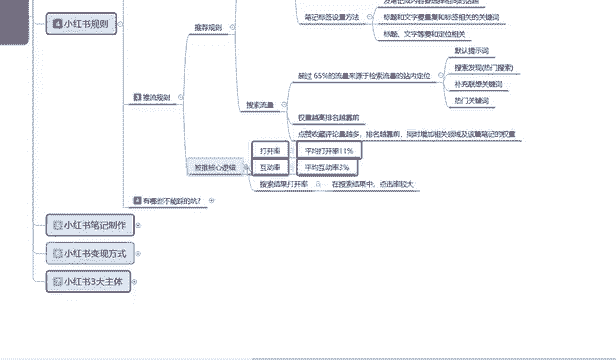 笔记标签设置方法
标题和文字要重复和标签相关的关键词
标题、文字等要和定位相关
4 小红书规则
推荐规则
默认提示词
超过 65%的流量来源于检索流量的站内定位
搜索发现(热门搜索)
补充联想关键词
3 推流规则
搜索流量
热门关键词
权重越高排名越靠前
点赞收藏评论量越多，排名越靠前，同时增加相关领域及该篇笔记的权重
打开率
平均打开率11%
被推核心逻辑
互动率
平均互动率3%
搜索结果打开率
在搜索结果中，点击率较大
4 有哪些不能踩的坑？
小红书笔记制作
小红书变现方式
小红书3大主体